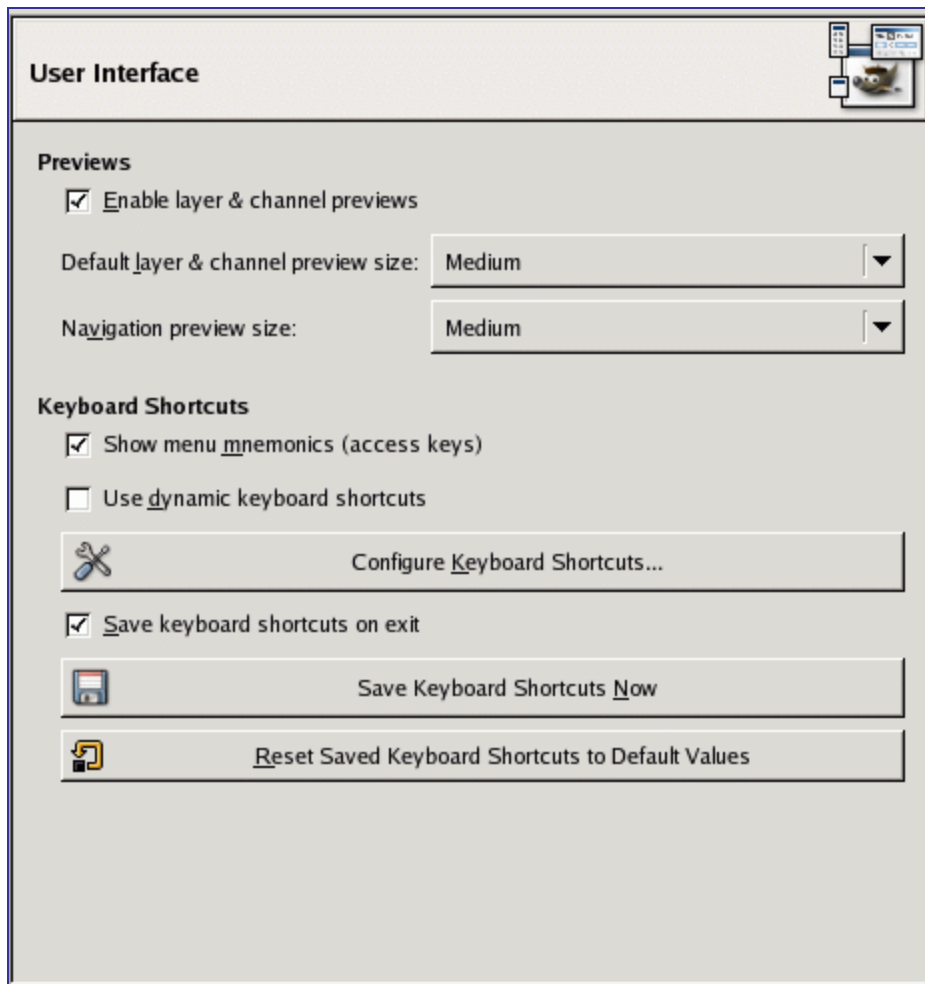 User Interface
Previews
Enable layer & channel previews
Default layer & channel preview size: Medium
Navigation preview size: Medium
Keyboard Shortcuts
Show menu mnemonics (access keys)
Use dynamic keyboard shortcuts
Configure Keyboard Shortcuts...
Save keyboard shortcuts on exit
Save Keyboard Shortcuts Now
Reset Saved Keyboard Shortcuts to Default Values